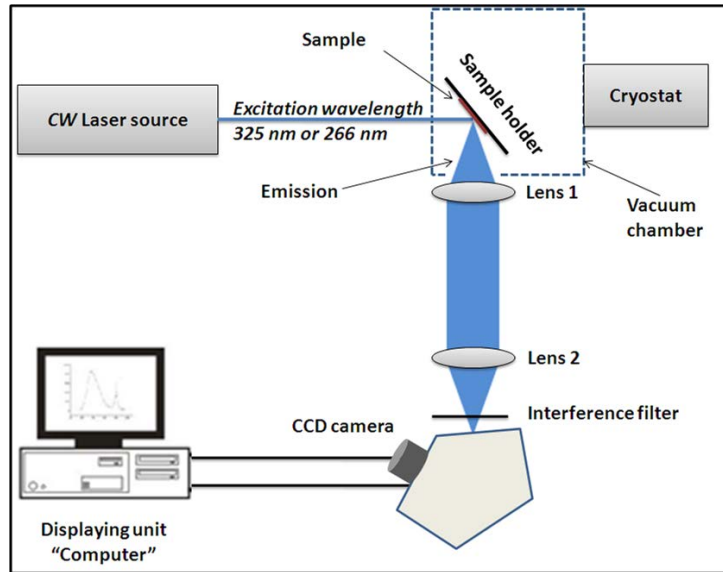 Sample
Sample holder
Cryostat
CW Laser source
Excitation wavelength
325 nm or 266 nm
Emission
Lens 1
Vacuum
chamber
Lens 2
Interference filter
CCD camera
Displaying unit
“Computer”